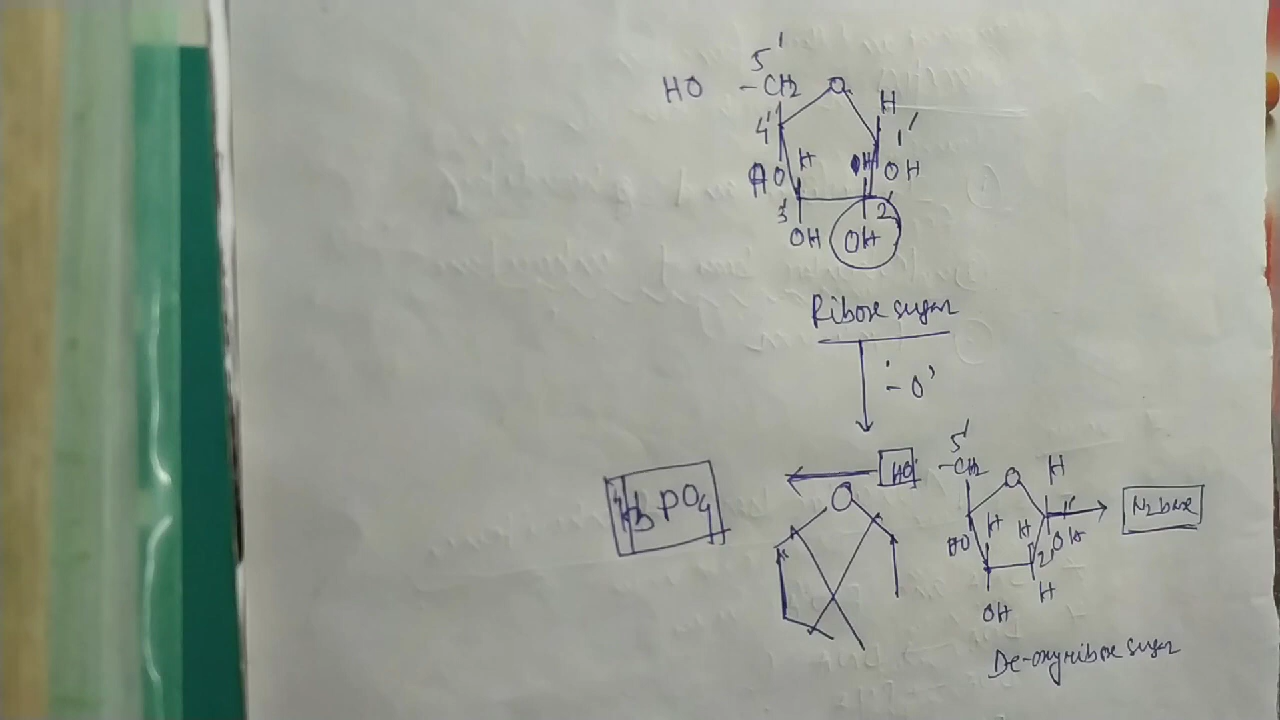 5'
HO -CH2 O H
4' 1'
HO H H OH
3' 2'
OH OH
Ribose sugar
'- O'
5'
H3PO4 HO -CH2 O H
O
1' N2 base
HO H H OH
2'
OH H
De-oxyribose sugar